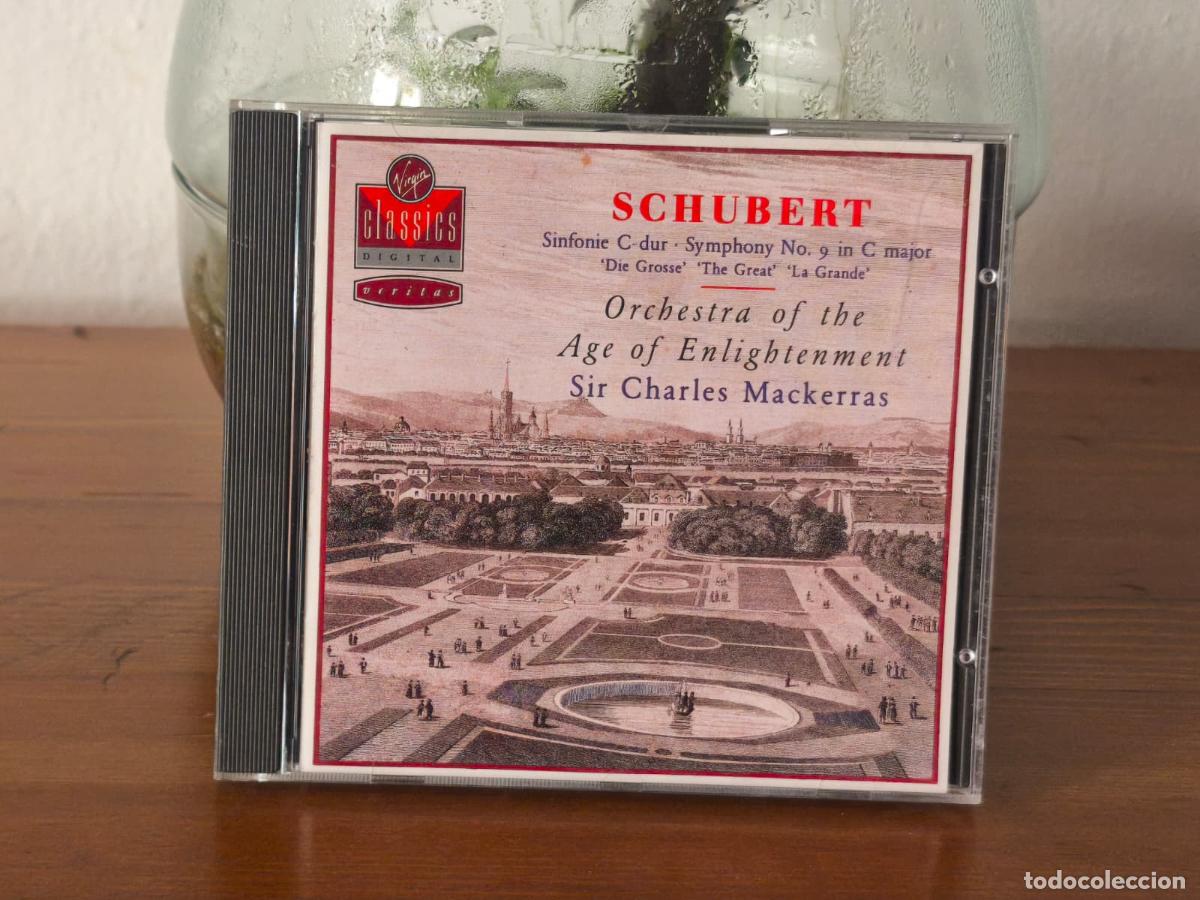 Virgin
classics
DIGITAL
veritas
SCHUBERT
Sinfonie C-dur · Symphony No. 9 in C major
'Die Grosse' 'The Great' 'La Grande'
Orchestra of the
Age of Enlightenment
Sir Charles Mackerras
todocoleccion